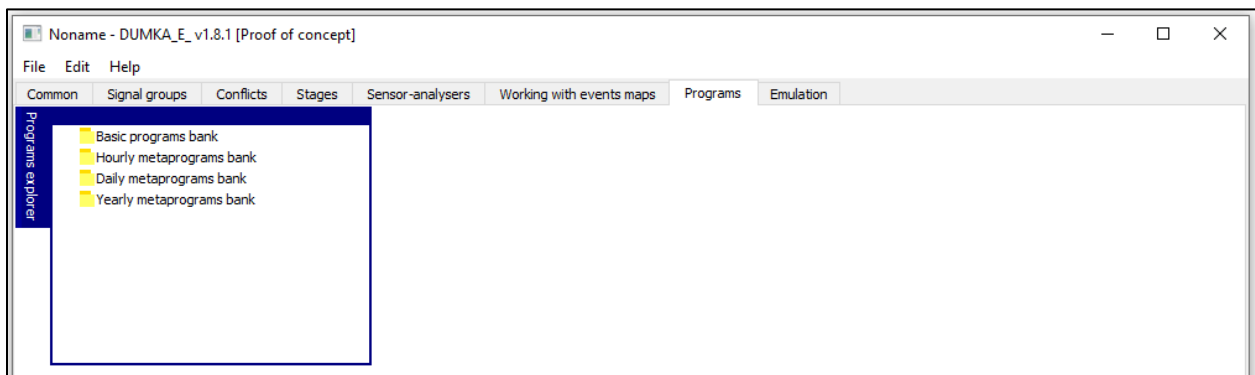 Noname - DUMKA_E_ v1.8.1 [Proof of concept]
File Edit Help
Common Signal groups Conflicts Stages Sensor-analysers Working with events maps Programs Emulation
Programs explorer
Basic programs bank
Hourly metaprograms bank
Daily metaprograms bank
Yearly metaprograms bank